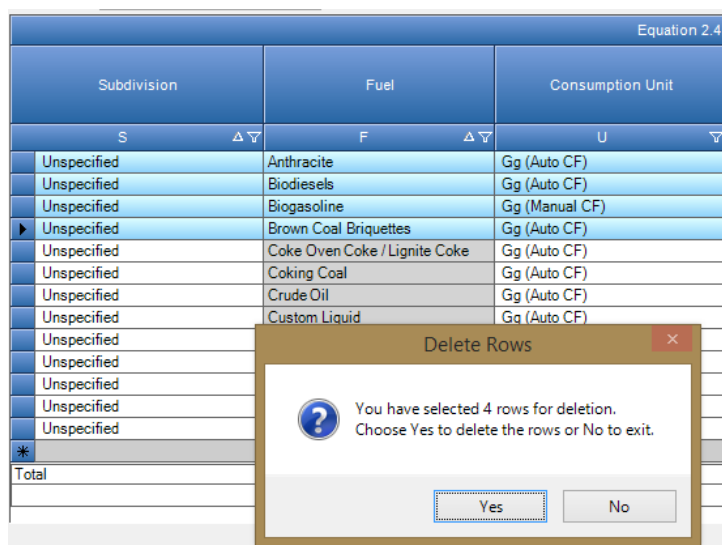 Equation 2.4
Subdivision Fuel Consumption Unit
S F U
Unspecified Anthracite Gg (Auto CF)
Unspecified Biodiesels Gg (Auto CF)
Unspecified Biogasoline Gg (Manual CF)
Unspecified Brown Coal Briquettes Gg (Auto CF)
Unspecified Coke Oven Coke / Lignite Coke Gg (Auto CF)
Unspecified Coking Coal Gg (Auto CF)
Unspecified Crude Oil Gg (Auto CF)
Unspecified Custom Liquid Gg (Auto CF)
Unspecified
Unspecified
Unspecified
Unspecified
Unspecified
Total
Delete Rows
You have selected 4 rows for deletion.
Choose Yes to delete the rows or No to exit.
Yes No